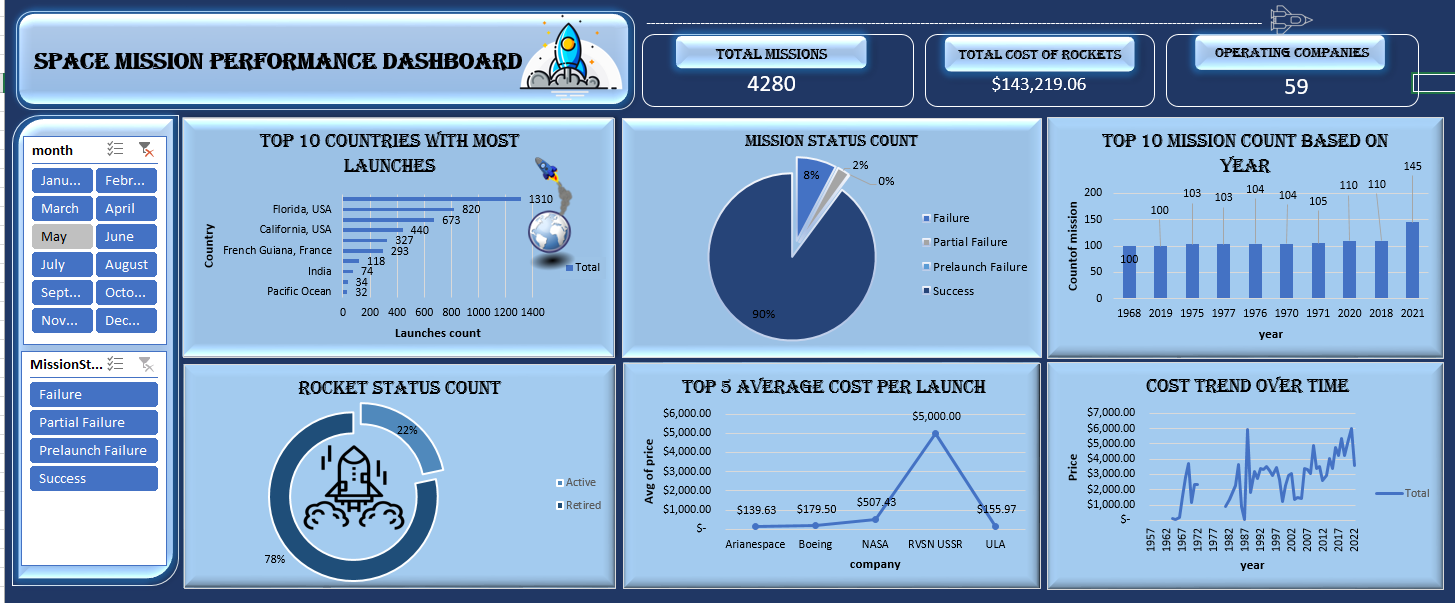 SPACE MISSION PERFORMANCE DASHBOARD
TOTAL MISSIONS
4280
TOTAL COST OF ROCKETS
$143,219.06
OPERATING COMPANIES
59
month
Janu...
Febr...
March
April
May
June
July
August
Sept...
Octo...
Nov...
Dec...
MissionSt...
Failure
Partial Failure
Prelaunch Failure
Success
TOP 10 COUNTRIES WITH MOST
LAUNCHES
Country
Florida, USA
California, USA
French Guiana, France
India
Pacific Ocean
1310
820
673
440
327
293
118
74
34
32
0 200 400 600 800 1000 1200 1400
Launches count
Total
MISSION STATUS COUNT
8%
2%
0%
90%
Failure
Partial Failure
Prelaunch Failure
Success
TOP 10 MISSION COUNT BASED ON
YEAR
Countof mission
200
150
100
50
0
100
100
103
103
104
104
105
110
110
145
1968 2019 1975 1977 1976 1970 1971 2020 2018 2021
year
ROCKET STATUS COUNT
22%
78%
Active
Retired
TOP 5 AVERAGE COST PER LAUNCH
Avg of price
$6,000.00
$5,000.00
$4,000.00
$3,000.00
$2,000.00
$1,000.00
$-
$139.63
$179.50
$507.43
$5,000.00
$155.97
Arianespace Boeing NASA RVSN USSR ULA
company
COST TREND OVER TIME
Price
$7,000.00
$6,000.00
$5,000.00
$4,000.00
$3,000.00
$2,000.00
$1,000.00
$-
1957 1962 1967 1972 1977 1982 1987 1992 1997 2002 2007 2012 2017 2022
year
Total